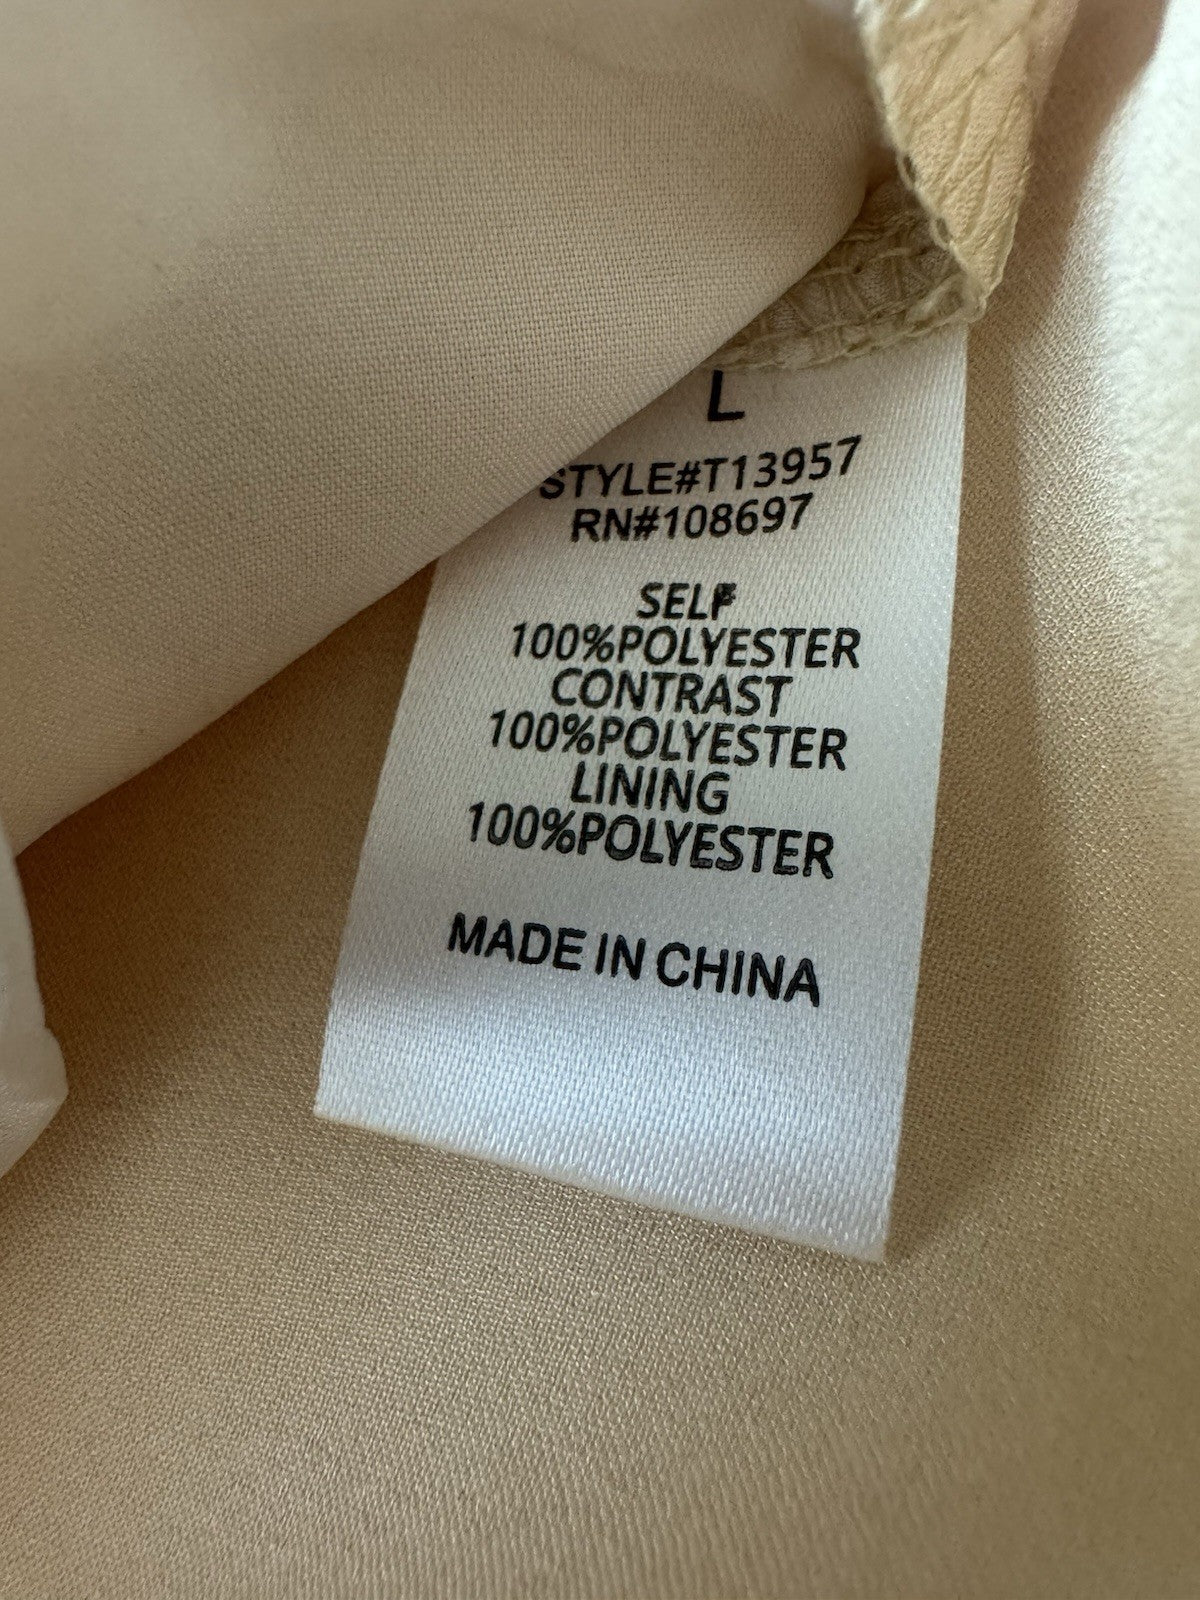 L
STYLE#T13957
RN#108697
SELF
100%POLYESTER
CONTRAST
100%POLYESTER
LINING
100%POLYESTER
MADE IN CHINA